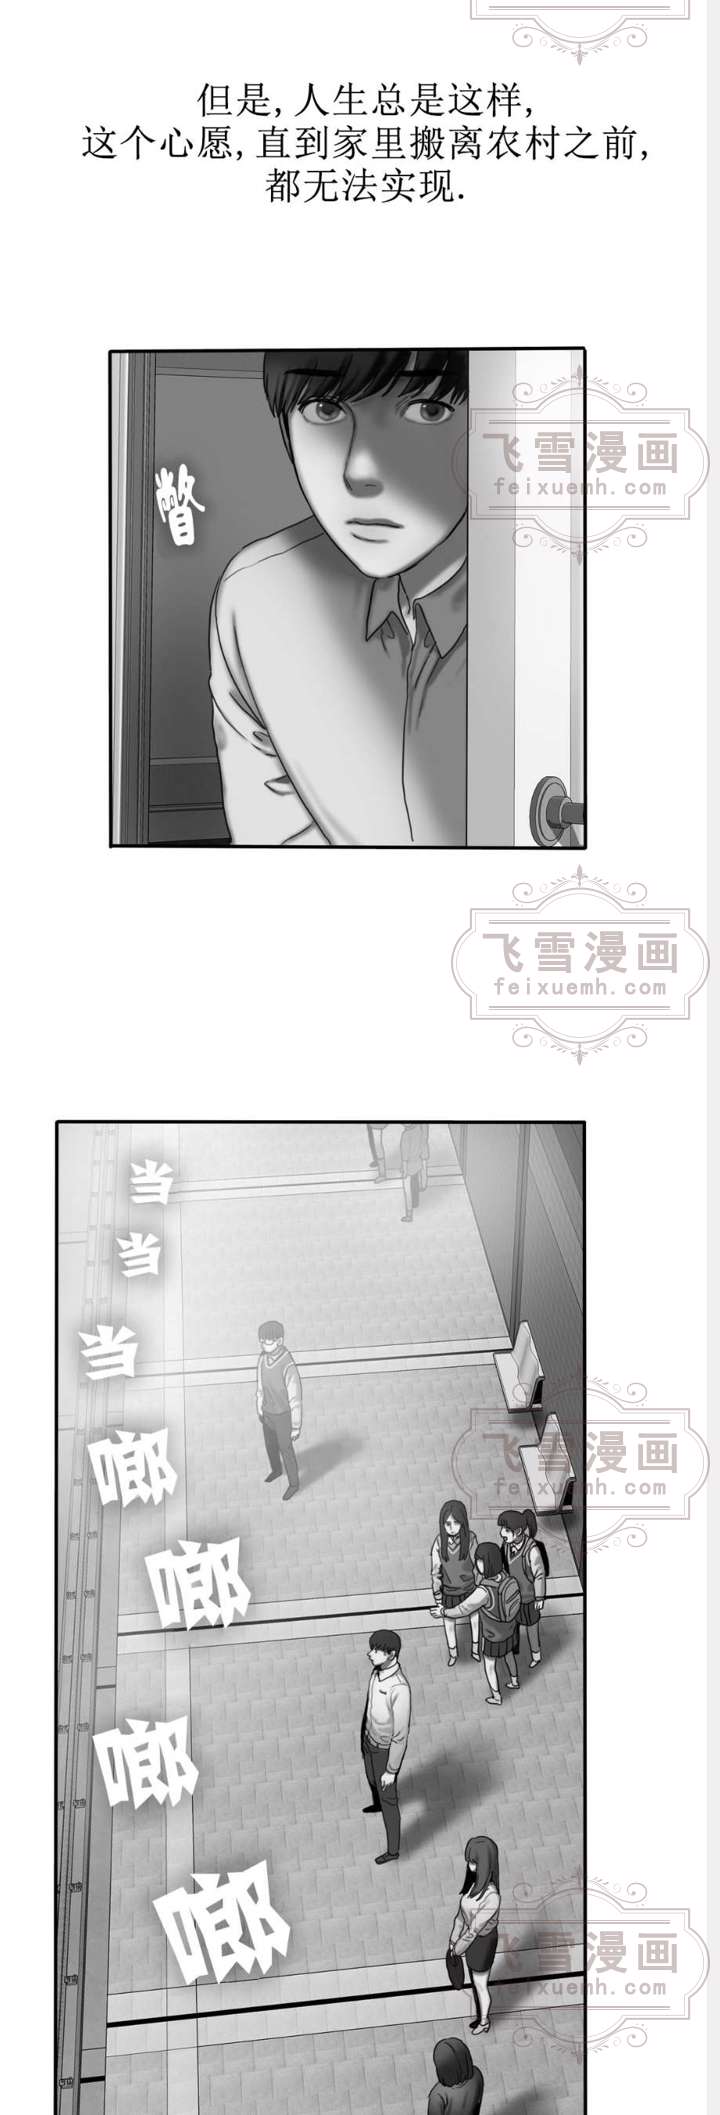 但是,人生总是这样,
这个心愿,直到家里搬离农村之前,
都无法实现.
飞雪漫画
feixuemh.com
瞥
飞雪漫画
feixuemh.com
当
当
当
啷
飞雪漫画
feixuemh.com
啷
啷
啷
飞雪漫画
feixuemh.com